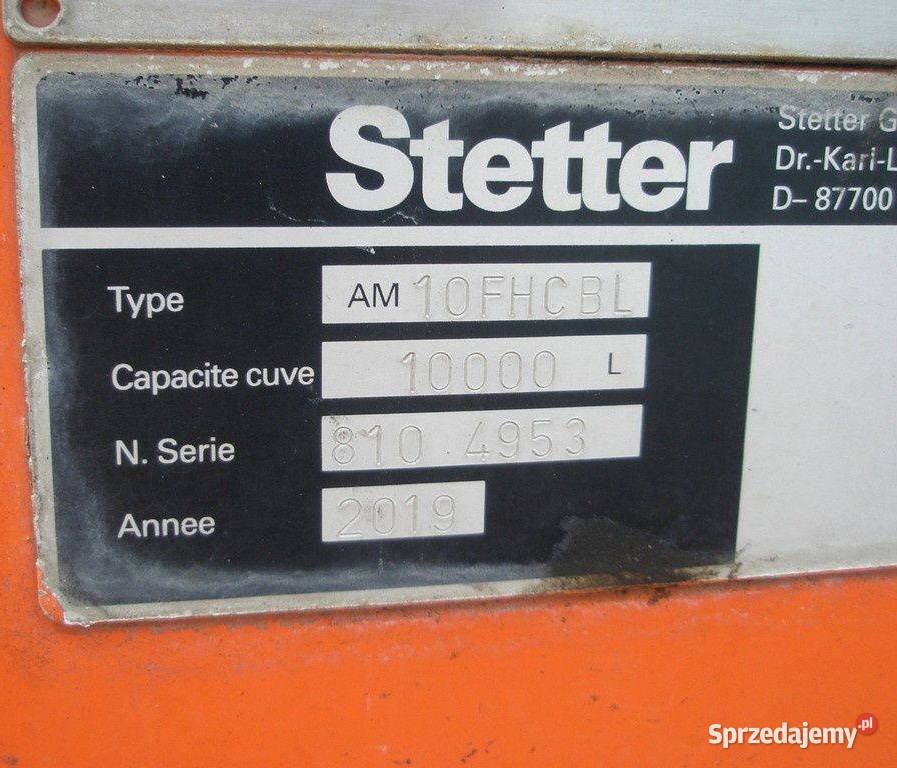 Stetter
Stetter G
Dr.-Karl-L
D– 87700
Type AM 10FHCBL
Capacite cuve 10000 L
N. Serie 810 4953
Annee 2019
Sprzedajemy.pl